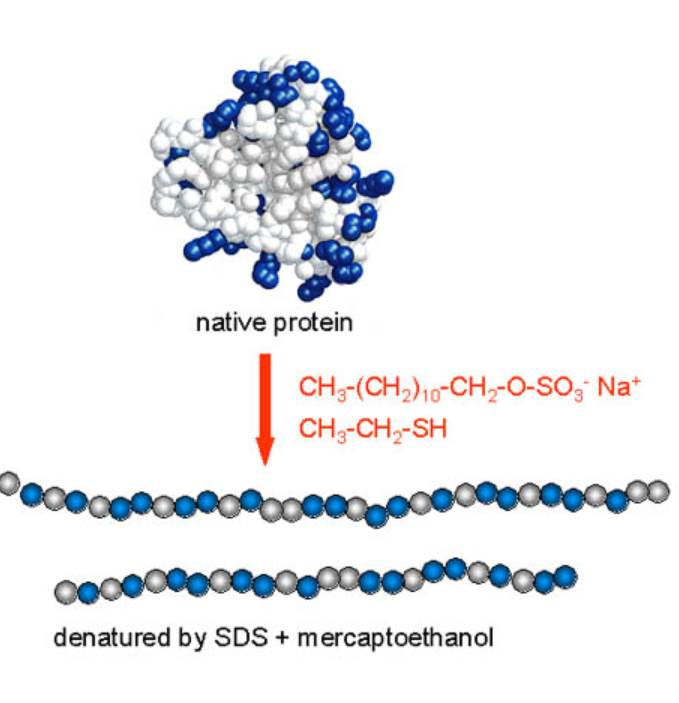 native protein
CH₃-(CH₂)₁₀-CH₂-O-SO₃⁻ Na⁺
CH₃-CH₂-SH
denatured by SDS + mercaptoethanol